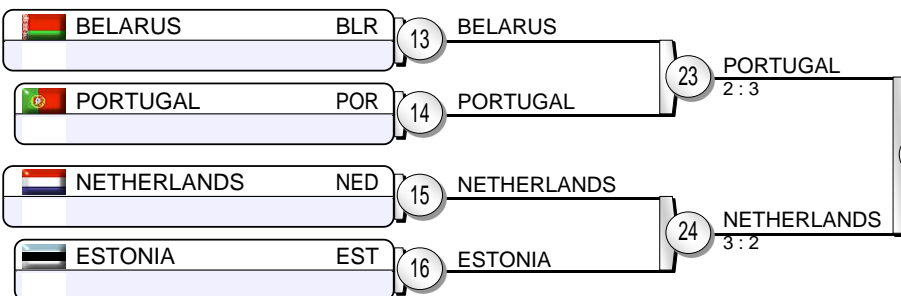 BELARUS BLR 13 BELARUS
23 PORTUGAL
2 : 3
PORTUGAL POR 14 PORTUGAL
NETHERLANDS NED 15 NETHERLANDS
24 NETHERLANDS
3 : 2
ESTONIA EST 16 ESTONIA